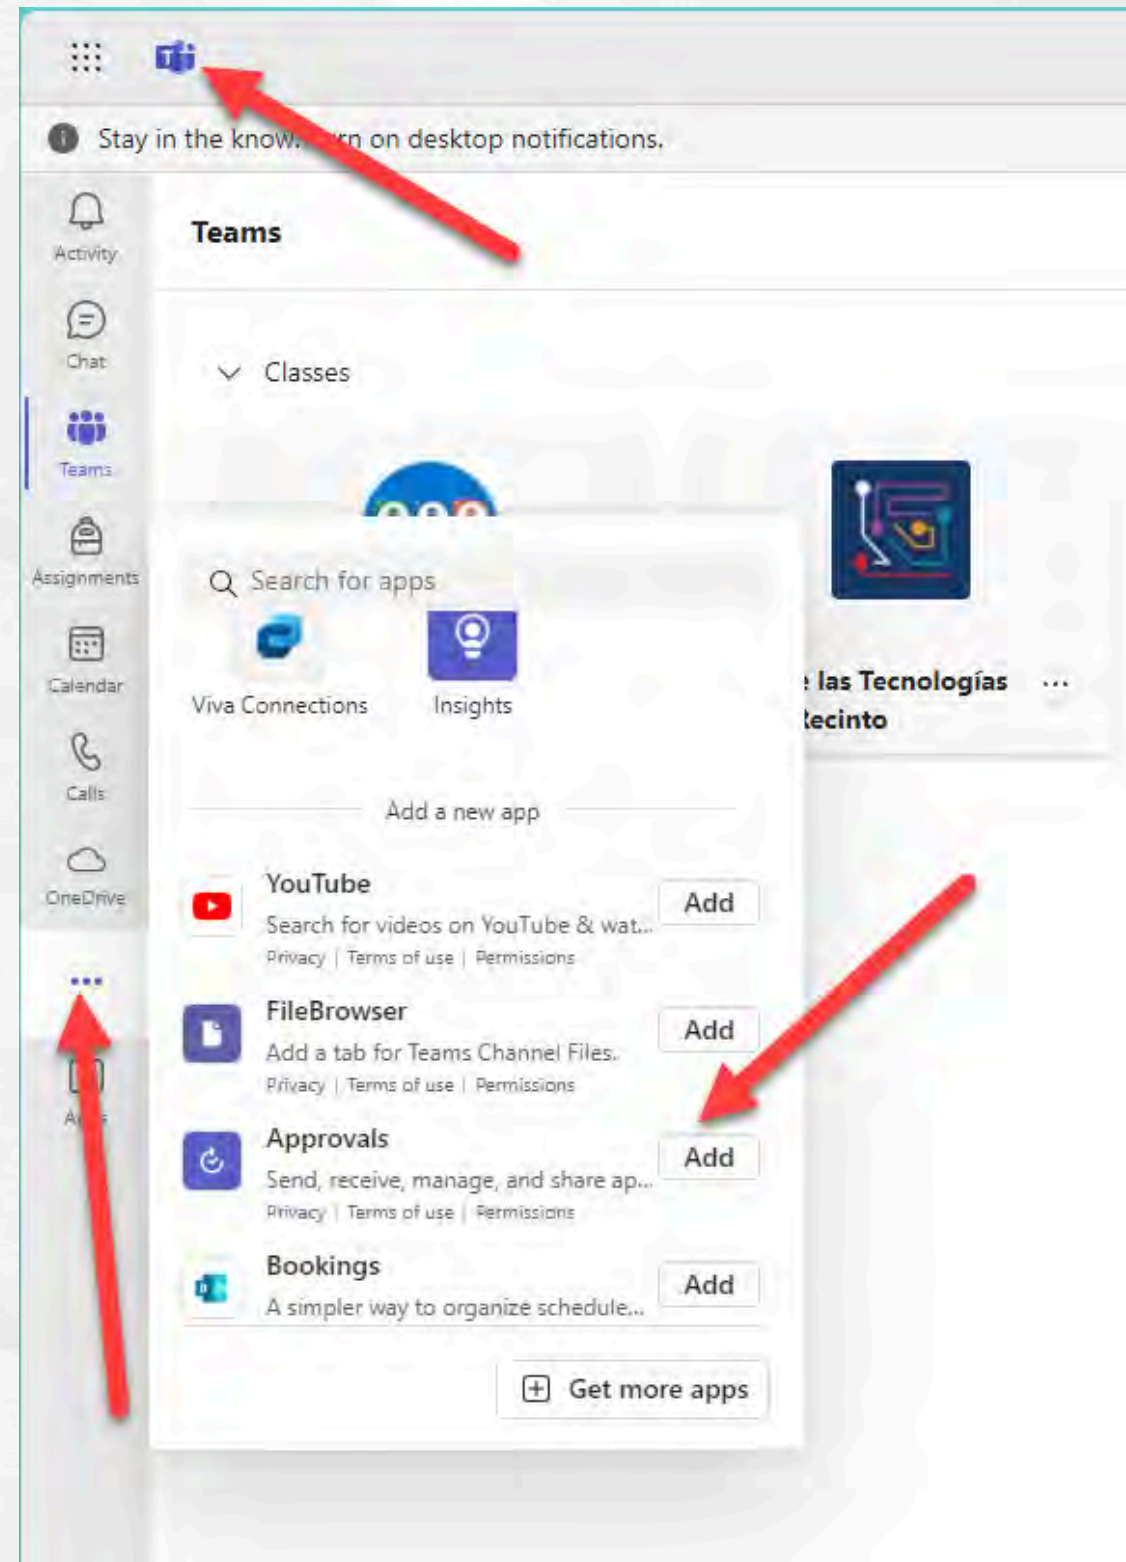 Stay in the know. on desktop notifications.
Activity
Teams
Chat
Classes
Teams
Assignments
Search for apps
Calendar
Viva Connections
Insights
las Tecnologías
Recinto
Calls
Add a new app
OneDrive
YouTube
Add
Search for videos on YouTube & wat...
Privacy | Terms of use | Permissions
FileBrowser
Add
Add a tab for Teams Channel Files.
Privacy | Terms of use | Permissions
Approvals
Add
Send, receive, manage, and share ap...
Privacy | Terms of use | Permissions
Bookings
Add
A simpler way to organize schedule...
Get more apps